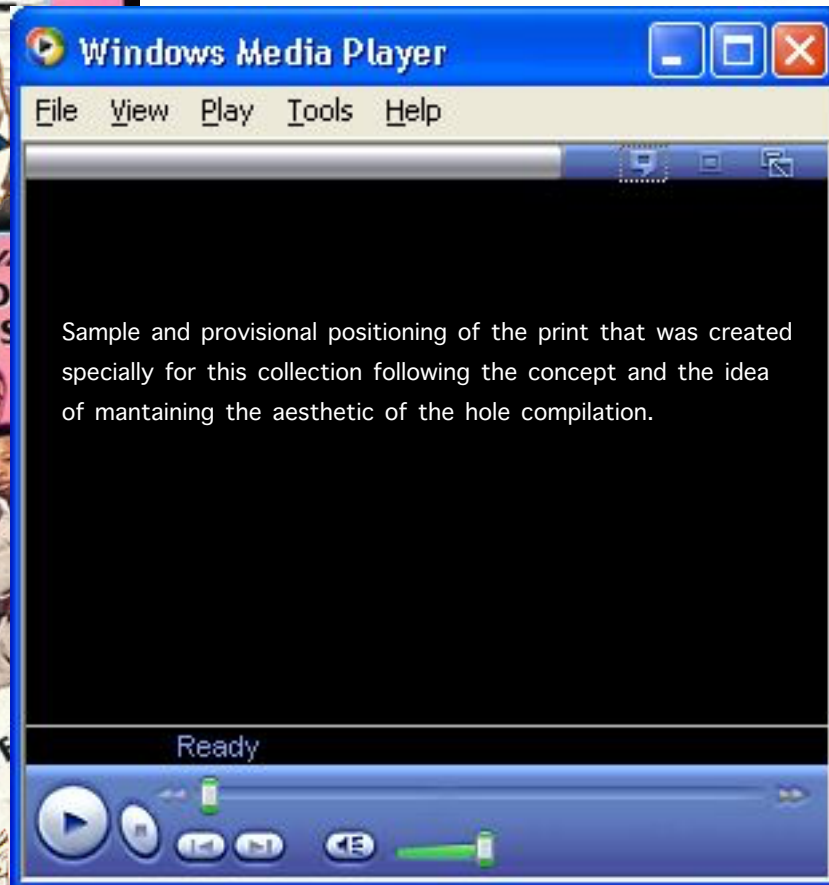 Windows Media Player
File View Play Tools Help
Sample and provisional positioning of the print that was created
specially for this collection following the concept and the idea
of mantaining the aesthetic of the hole compilation.
Ready